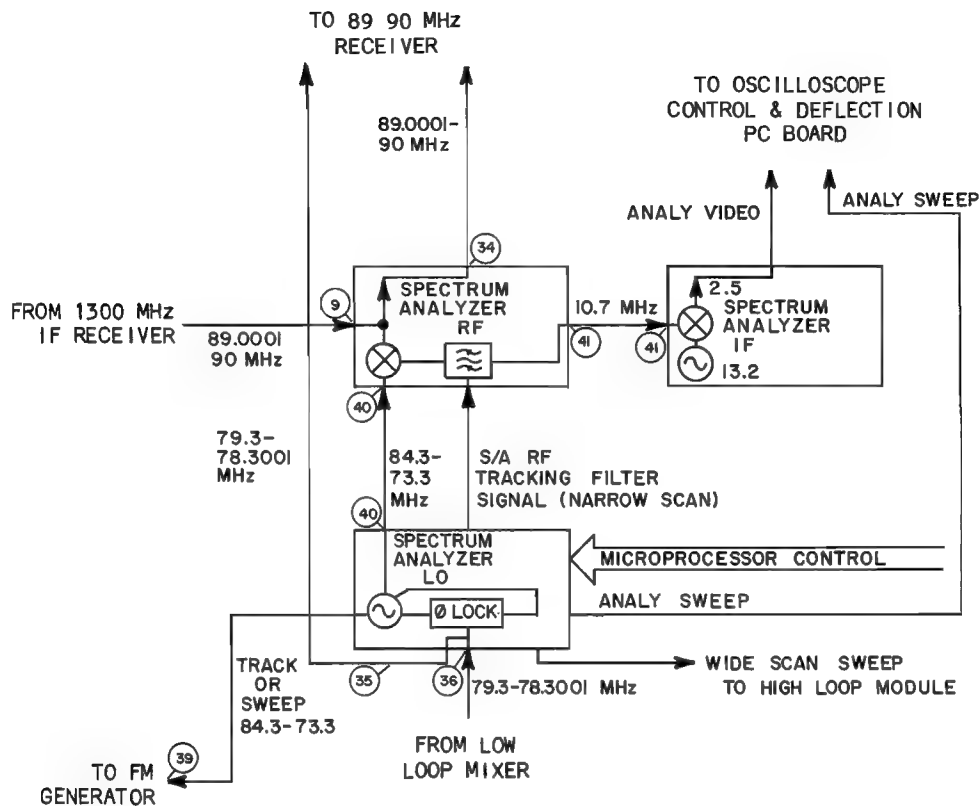 TO 89 90 MHz
RECEIVER
TO OSCILLOSCOPE
CONTROL & DEFLECTION
PC BOARD
89.0001-
90 MHz
ANALY VIDEO
ANALY SWEEP
34
9
SPECTRUM
ANALYZER
RF
FROM 1300 MHz
IF RECEIVER
89.0001
90 MHz
10.7 MHz
41
41
2.5
SPECTRUM
ANALYZER
IF
13.2
40
79.3-
78.3001
MHz
84.3-
73.3
MHz
S/A RF
TRACKING FILTER
SIGNAL (NARROW SCAN)
40
SPECTRUM
ANALYZER
LO
Ø LOCK
MICROPROCESSOR CONTROL
ANALY SWEEP
TRACK
OR
SWEEP
84.3-73.3
35
36
79.3-78.3001 MHz
WIDE SCAN SWEEP
TO HIGH LOOP MODULE
FROM LOW
LOOP MIXER
39
TO FM
GENERATOR